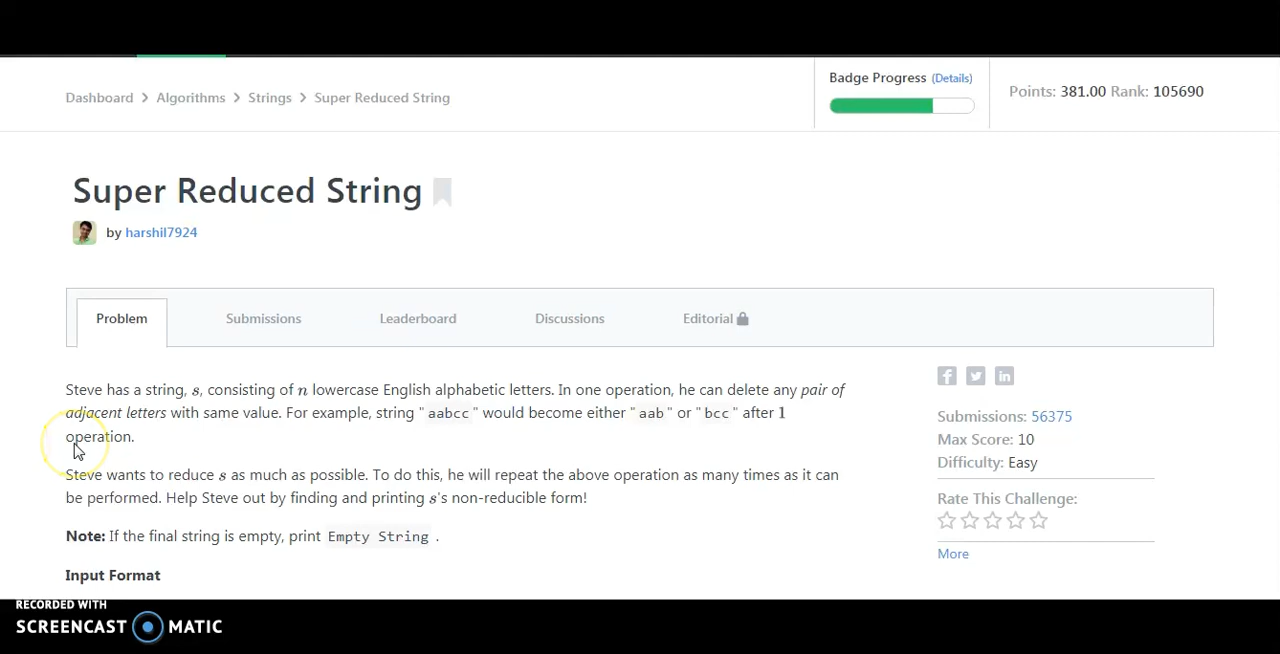 Badge Progress (Details)
Points: 381.00 Rank: 105690
Dashboard > Algorithms > Strings > Super Reduced String
Super Reduced String
by harshil7924
Problem Submissions Leaderboard Discussions Editorial
Steve has a string, s, consisting of n lowercase English alphabetic letters. In one operation, he can delete any pair of
adjacent letters with same value. For example, string "aabcc" would become either "aab" or "bcc" after 1
operation.
Steve wants to reduce s as much as possible. To do this, he will repeat the above operation as many times as it can
be performed. Help Steve out by finding and printing s's non-reducible form!
Note: If the final string is empty, print Empty String .
Input Format
Submissions: 56375
Max Score: 10
Difficulty: Easy
Rate This Challenge:
More
RECORDED WITH
SCREENCAST MATIC